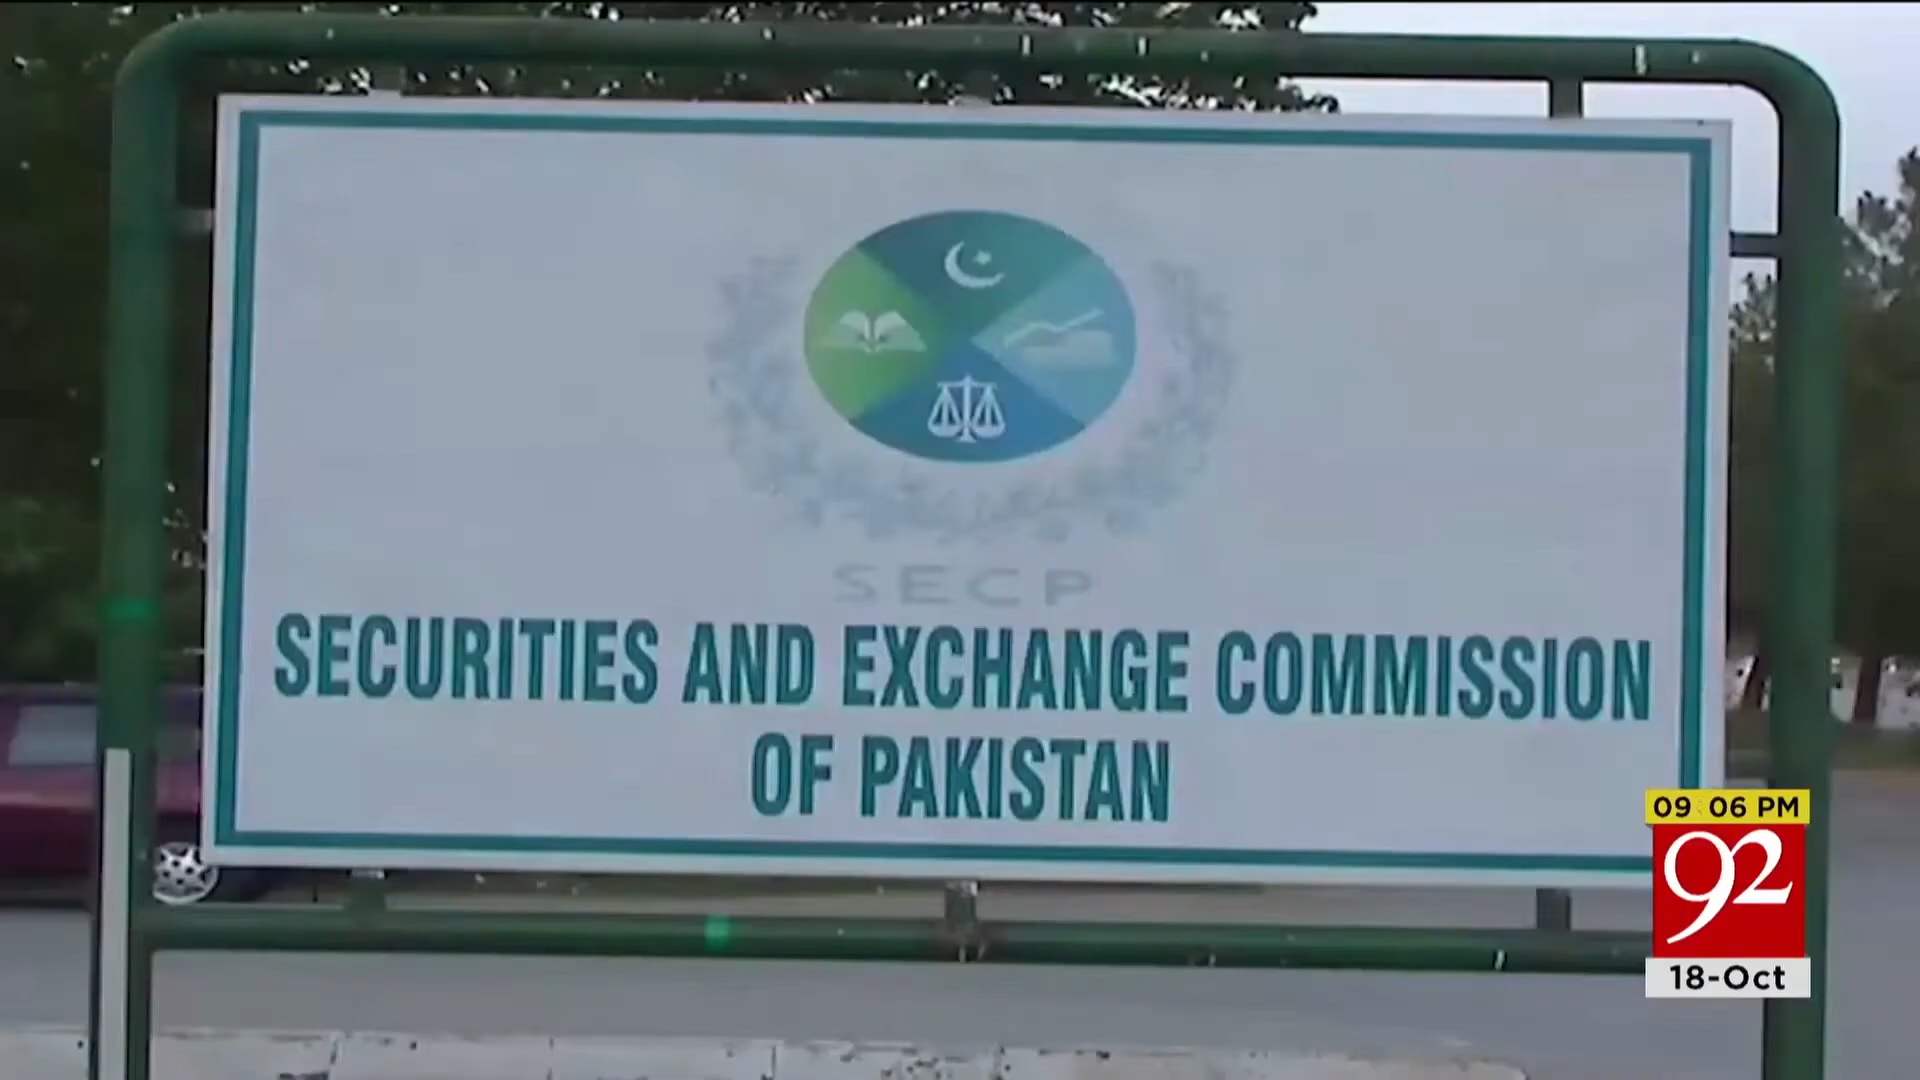 SECP
SECURITIES AND EXCHANGE COMMISSION
OF PAKISTAN
09:06 PM
92
18-Oct